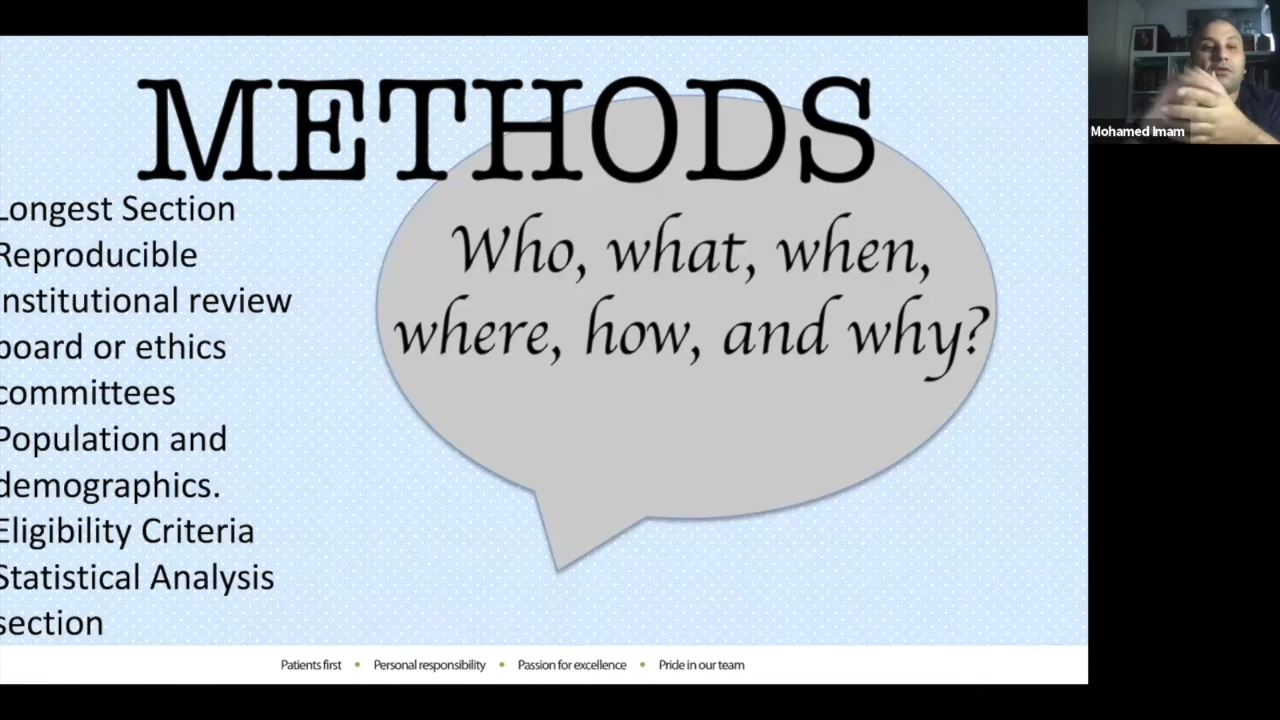 METHODS
Who, what, when,
where, how, and why?
Longest Section
Reproducible
Institutional review
board or ethics
committees
Population and
demographics.
Eligibility Criteria
Statistical Analysis
section
Patients first • Personal responsibility • Passion for excellence • Pride in our team
Mohamed Imam